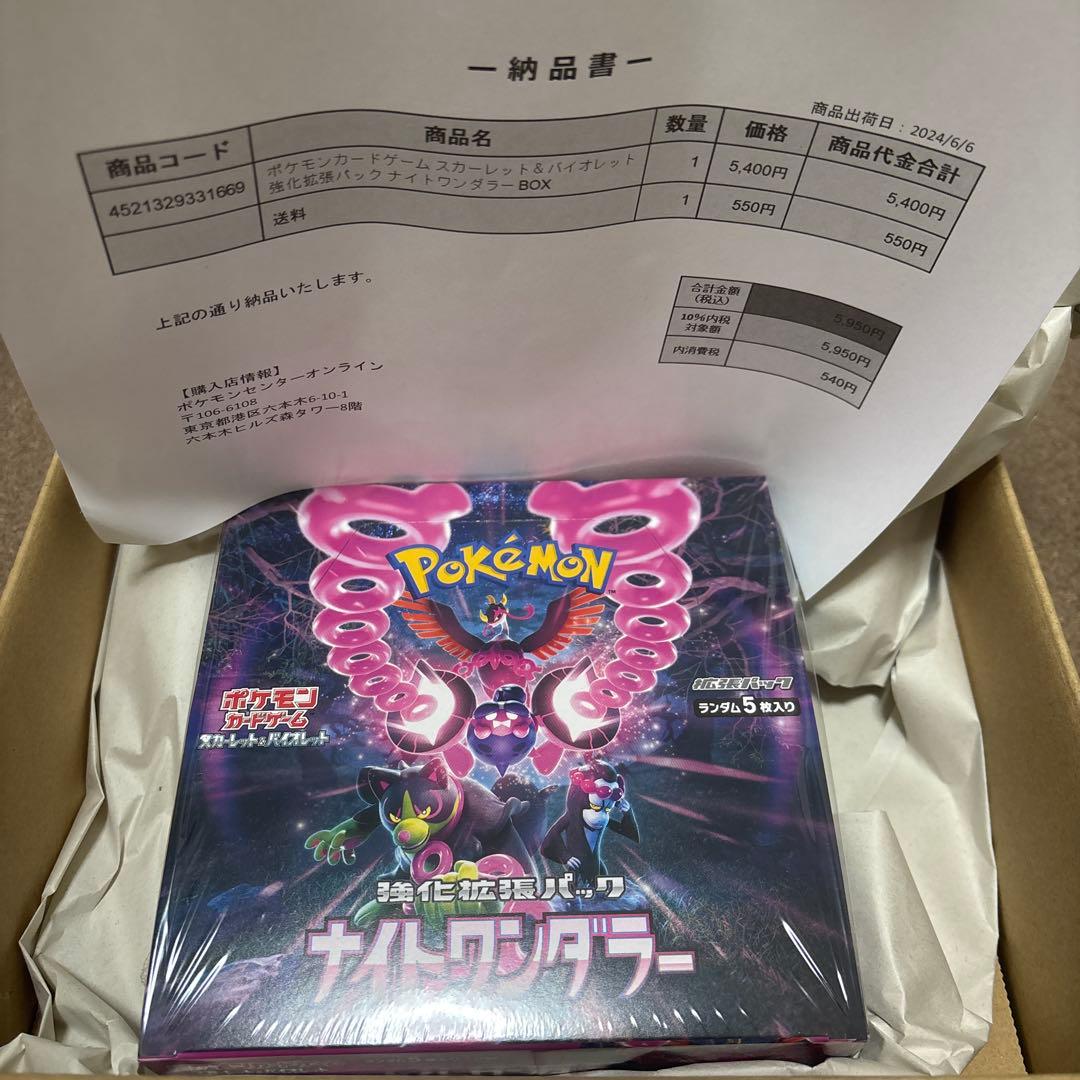 ー納品書ー
商品出荷日：2024/6/6
商品コード 商品名 数量 価格 商品代金合計
4521329331669 ポケモンカードゲーム スカーレット＆バイオレット
強化拡張パック ナイトワンダラー BOX 1 5,400円 5,400円
送料 1 550円 550円
上記の通り納品いたします。
合計金額
(税込) 5,950円
10%内税
対象額 5,950円
内消費税 540円
【購入店情報】
ポケモンセンターオンライン
〒106-6108
東京都港区六本木6-10-1
六本木ヒルズ森タワー8階
POKéMON
TM
ポケモン
カードゲーム
スカーレット&バイオレット
拡張パック
ランダム5枚入り
強化拡張パック
ナイトワンダラー